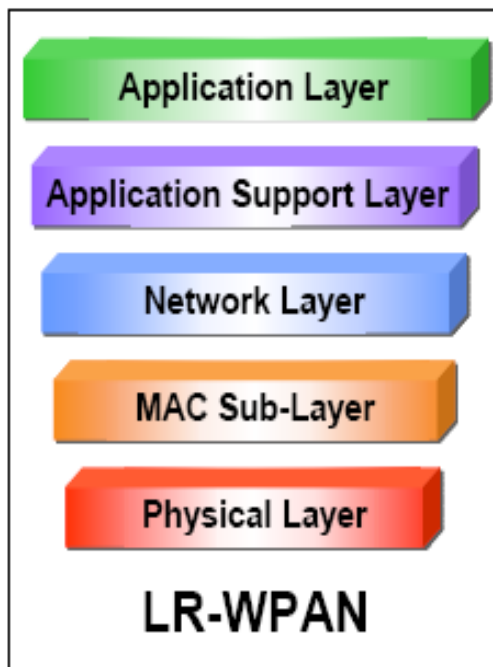 Application Layer
Application Support Layer
Network Layer
MAC Sub-Layer
Physical Layer
LR-WPAN